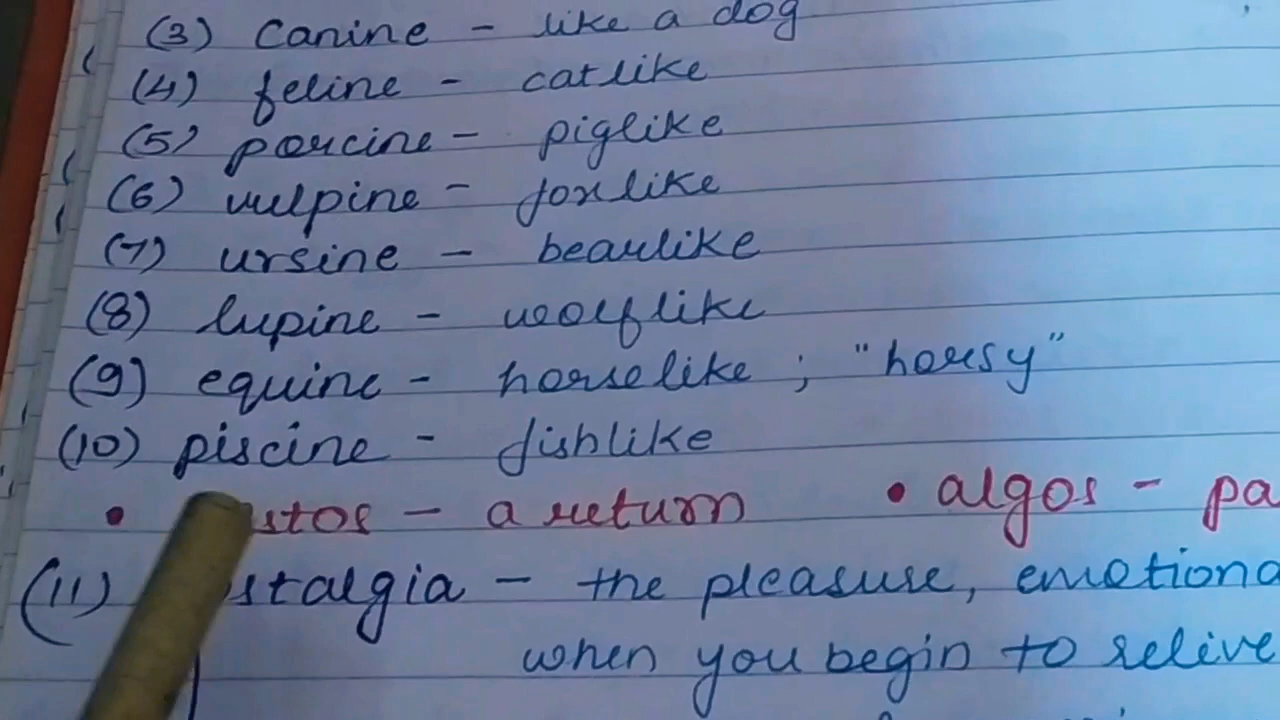 (3) Canine - like a dog
(4) feline - catlike
(5) porcine - piglike
(6) vulpine - foxlike
(7) ursine - bearlike
(8) lupine - wolflike
(9) equine - horselike ; "horsy"
(10) piscine - fishlike
• stos - a return • algos - pa
(11) stalgia - the pleasure, emotiona
when you begin to relive